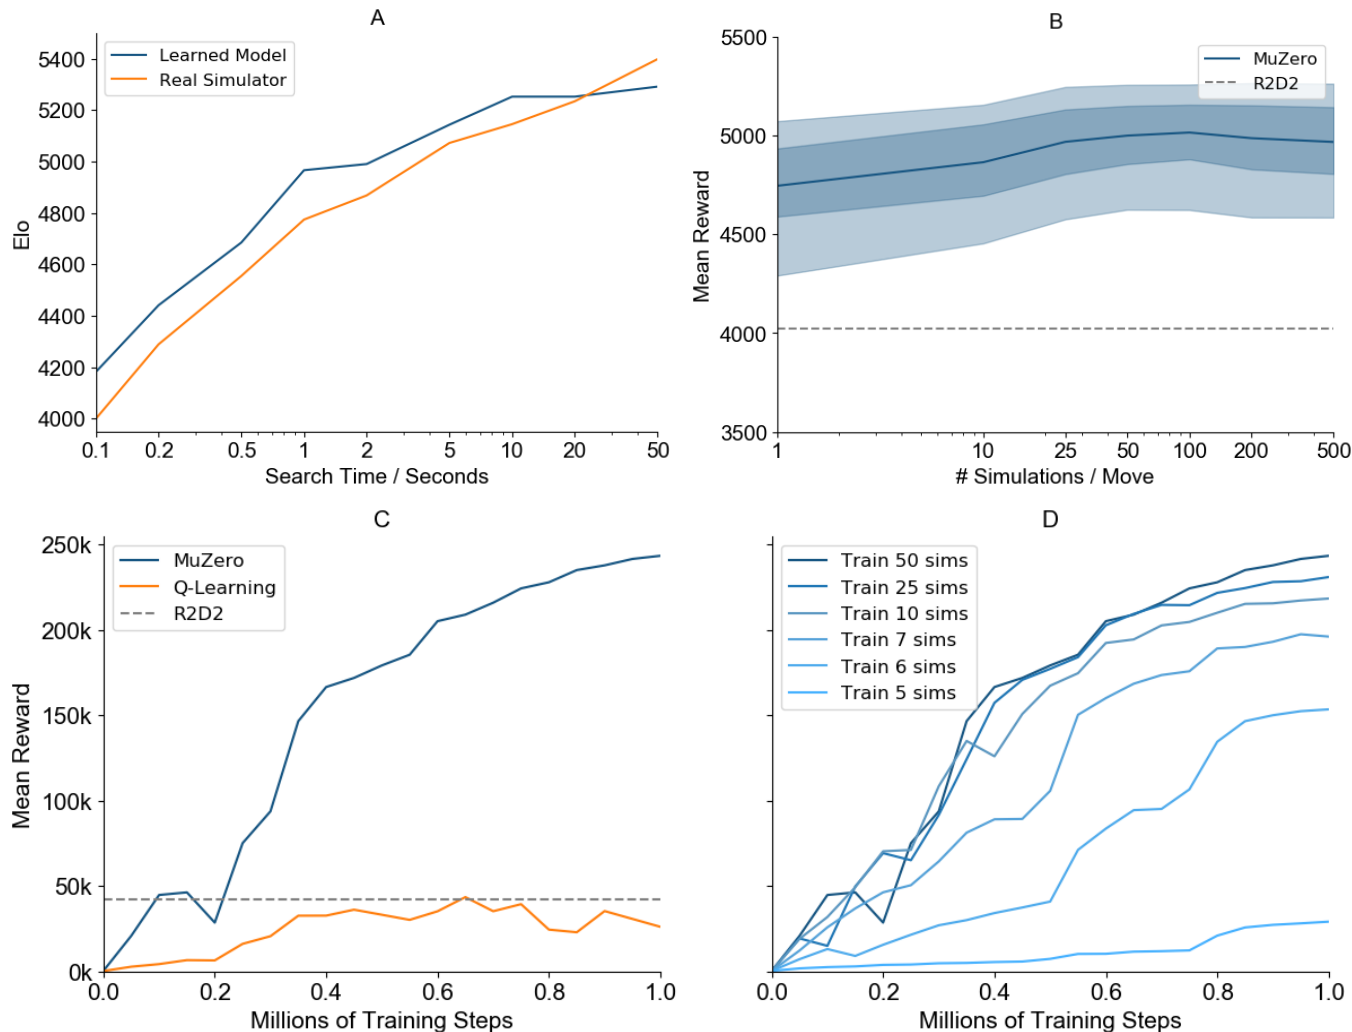 A
Learned Model
Real Simulator
5400
5200
5000
4800
4600
4400
4200
4000
Elo
0.1 0.2 0.5 1 2 5 10 20 50
Search Time / Seconds
B
MuZero
R2D2
5500
5000
4500
4000
3500
Mean Reward
1 10 25 50 100 200 500
# Simulations / Move
C
MuZero
Q-Learning
R2D2
250k
200k
150k
100k
50k
0k
Mean Reward
0.0 0.2 0.4 0.6 0.8 1.0
Millions of Training Steps
D
Train 50 sims
Train 25 sims
Train 10 sims
Train 7 sims
Train 6 sims
Train 5 sims
0.0 0.2 0.4 0.6 0.8 1.0
Millions of Training Steps